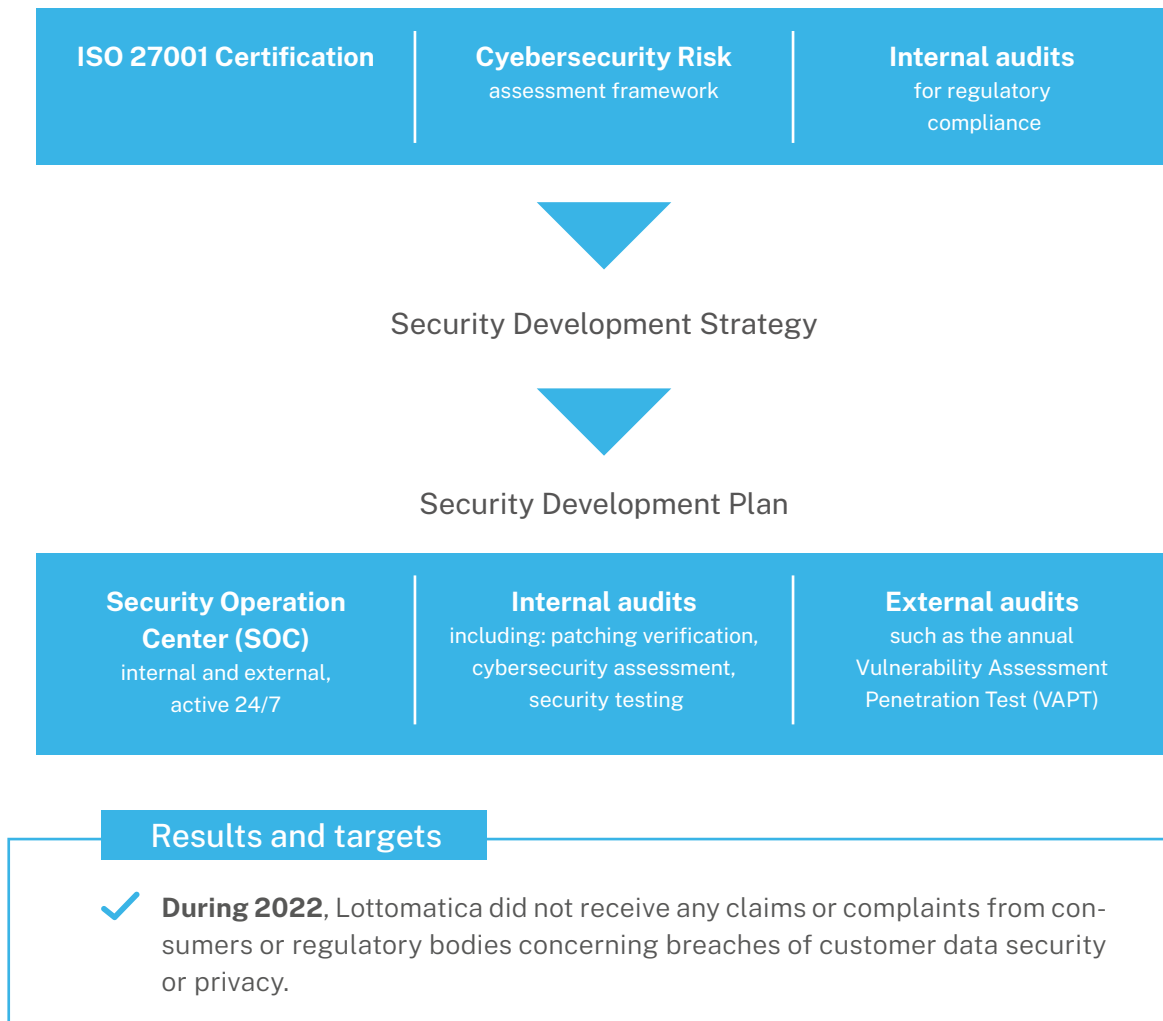 ISO 27001 Certification
Cyebersecurity Risk
assessment framework
Internal audits
for regulatory
compliance
Security Development Strategy
Security Development Plan
Security Operation
Center (SOC)
internal and external,
active 24/7
Internal audits
including: patching verification,
cybersecurity assessment,
security testing
External audits
such as the annual
Vulnerability Assessment
Penetration Test (VAPT)
Results and targets
During 2022, Lottomatica did not receive any claims or complaints from con-
sumers or regulatory bodies concerning breaches of customer data security
or privacy.